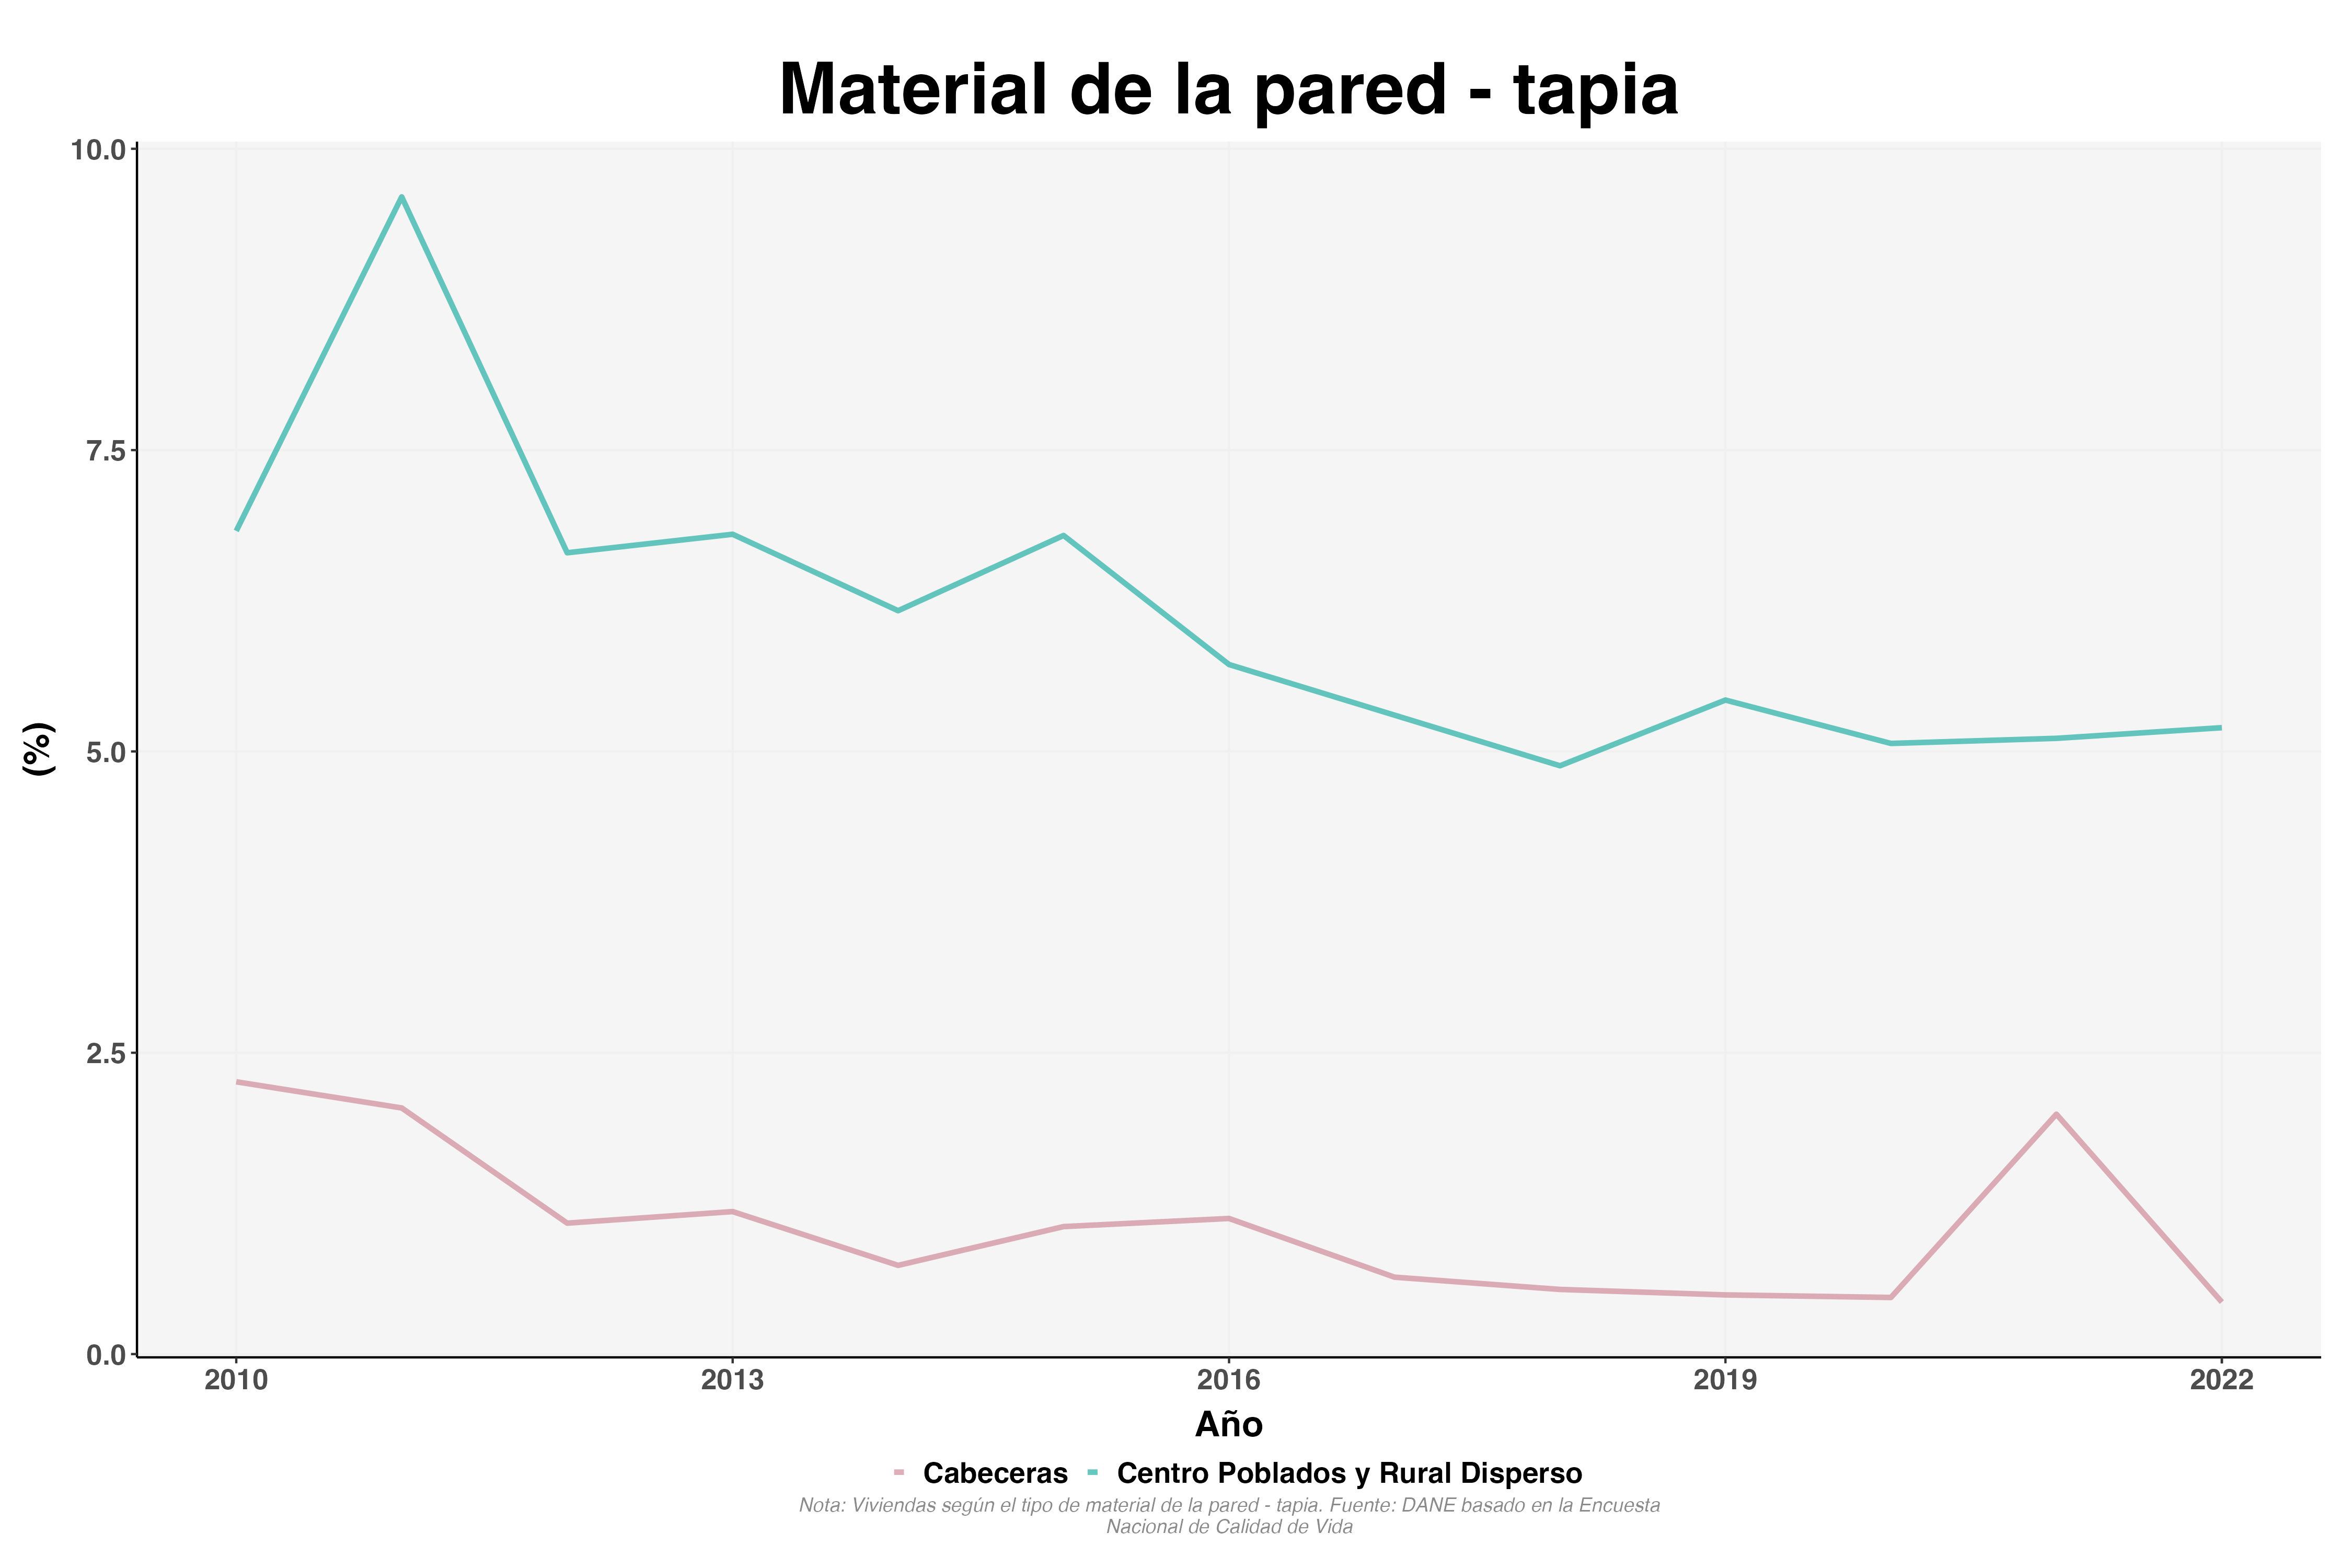 Material de la pared - tapia
10.0
7.5
5.0
2.5
0.0
(%)
2010 2013 2016 2019 2022
Año
Cabeceras Centro Poblados y Rural Disperso
Nota: Viviendas según el tipo de material de la pared - tapia. Fuente: DANE basado en la Encuesta
Nacional de Calidad de Vida